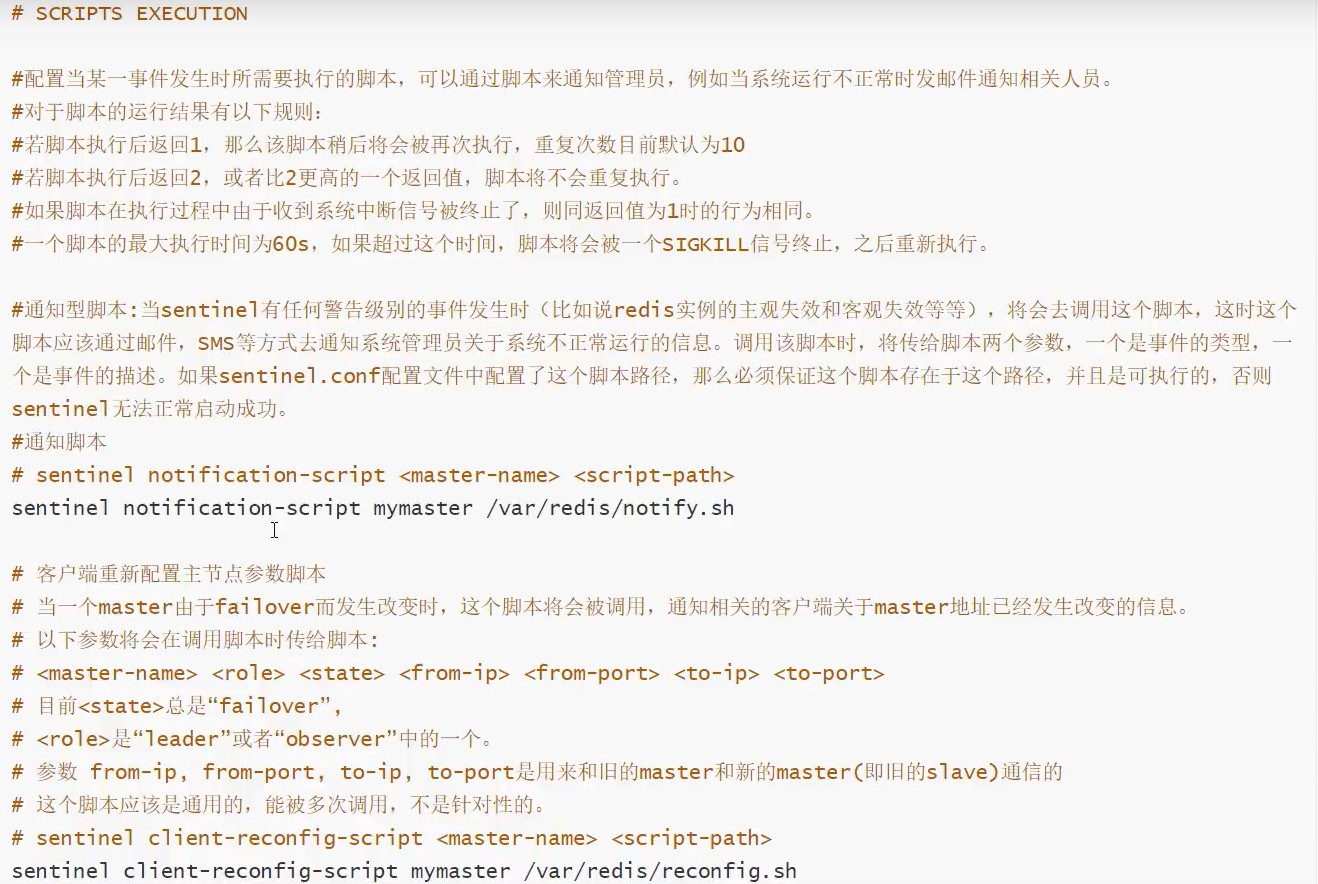 # SCRIPTS EXECUTION
#配置当某一事件发生时所需要执行的脚本，可以通过脚本来通知管理员，例如当系统运行不正常时发邮件通知相关人员。
#对于脚本的运行结果有以下规则：
#若脚本执行后返回1，那么该脚本稍后将会被再次执行，重复次数目前默认为10
#若脚本执行后返回2，或者比2更高的一个返回值，脚本将不会重复执行。
#如果脚本在执行过程中由于收到系统中断信号被终止了，则同返回值为1时的行为相同。
#一个脚本的最大执行时间为60s，如果超过这个时间，脚本将会被一个SIGKILL信号终止，之后重新执行。
#通知型脚本:当sentinel有任何警告级别的事件发生时（比如说redis实例的主观失效和客观失效等等），将会去调用这个脚本，这时这个
脚本应该通过邮件，SMS等方式去通知系统管理员关于系统不正常运行的信息。调用该脚本时，将传给脚本两个参数，一个是事件的类型，一
个是事件的描述。如果sentinel.conf配置文件中配置了这个脚本路径，那么必须保证这个脚本存在于这个路径，并且是可执行的，否则
sentinel无法正常启动成功。
#通知脚本
# sentinel notification-script <master-name> <script-path>
sentinel notification-script mymaster /var/redis/notify.sh
# 客户端重新配置主节点参数脚本
# 当一个master由于failover而发生改变时，这个脚本将会被调用，通知相关的客户端关于master地址已经发生改变的信息。
# 以下参数将会在调用脚本时传给脚本:
# <master-name> <role> <state> <from-ip> <from-port> <to-ip> <to-port>
# 目前<state>总是“failover”,
# <role>是“leader”或者“observer”中的一个。
# 参数 from-ip, from-port, to-ip, to-port是用来和旧的master和新的master(即旧的slave)通信的
# 这个脚本应该是通用的，能被多次调用，不是针对性的。
# sentinel client-reconfig-script <master-name> <script-path>
sentinel client-reconfig-script mymaster /var/redis/reconfig.sh